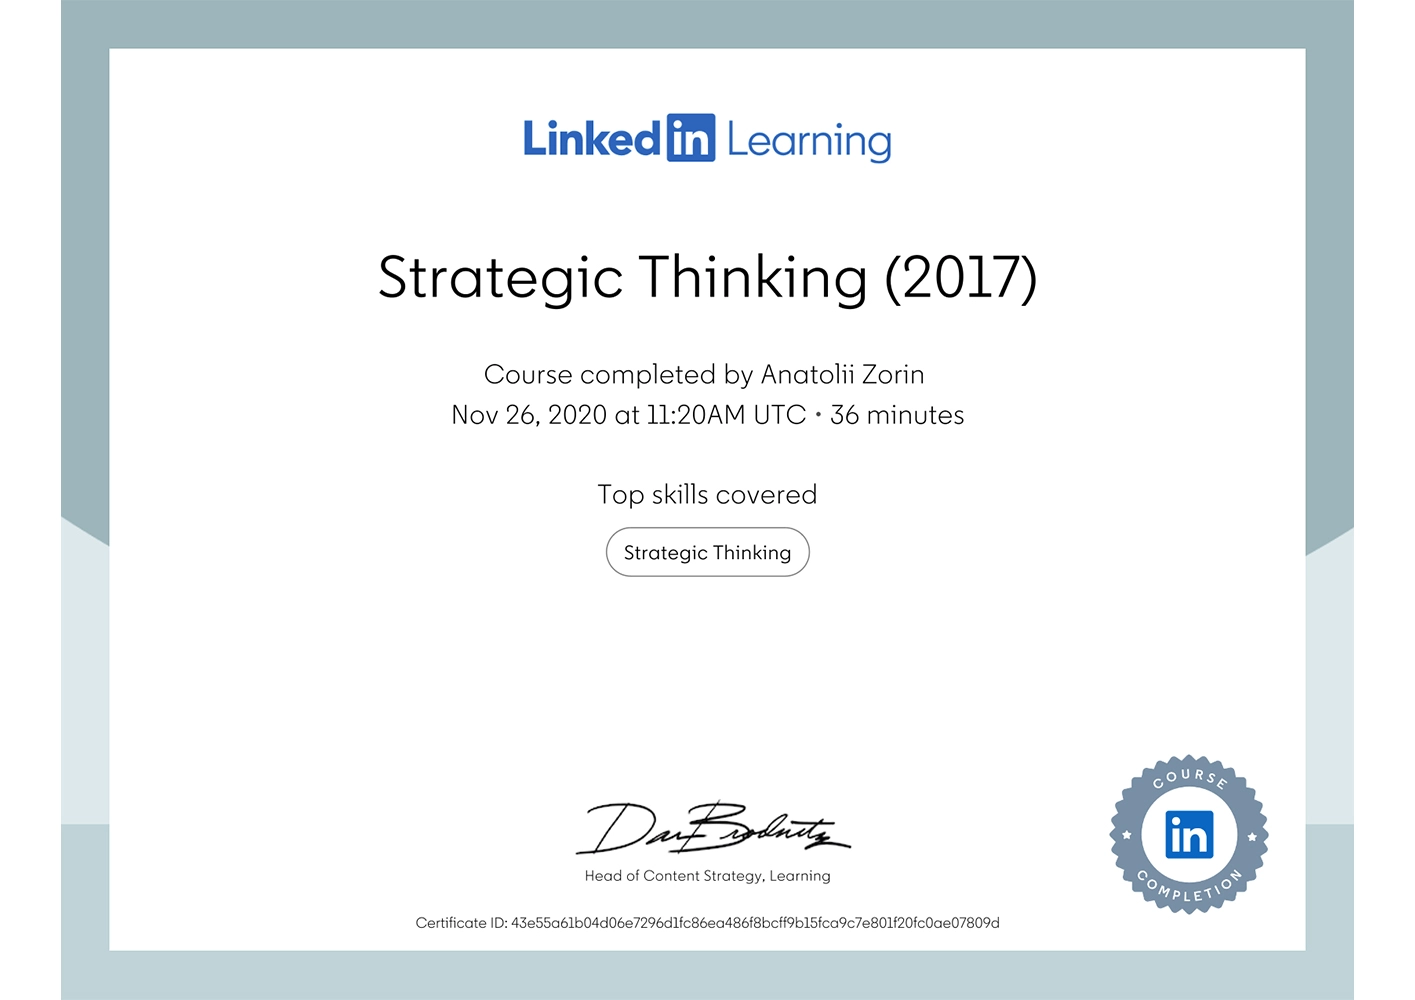 Linked in Learning
Strategic Thinking (2017)
Course completed by Anatolii Zorin
Nov 26, 2020 at 11:20AM UTC • 36 minutes
Top skills covered
Strategic Thinking
Dan Brodnitz
Head of Content Strategy, Learning
Certificate ID: 43e55a61b04d06e7296d1fc86ea486f8bcff9b15fca9c7e801f20fc0ae07809d
COURSE
in
COMPLETION